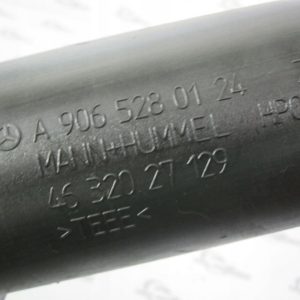 A 906 528 01 24
MANN+HUMMEL
46 320 27 129
>TEEE<